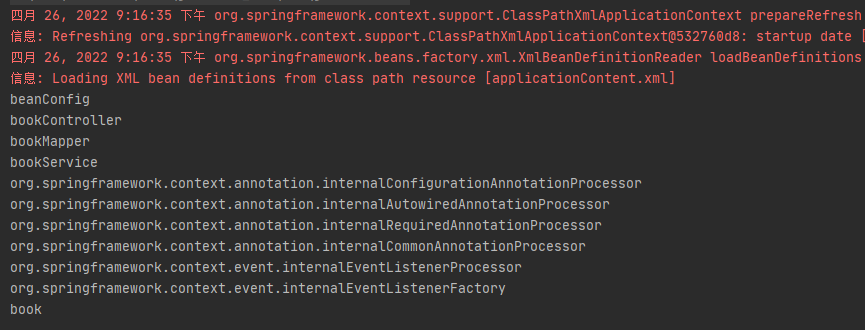 四月 26, 2022 9:16:35 下午 org.springframework.context.support.ClassPathXmlApplicationContext prepareRefresh
信息: Refreshing org.springframework.context.support.ClassPathXmlApplicationContext@532760d8: startup date [
四月 26, 2022 9:16:35 下午 org.springframework.beans.factory.xml.XmlBeanDefinitionReader loadBeanDefinitions
信息: Loading XML bean definitions from class path resource [applicationContent.xml]
beanConfig
bookController
bookMapper
bookService
org.springframework.context.annotation.internalConfigurationAnnotationProcessor
org.springframework.context.annotation.internalAutowiredAnnotationProcessor
org.springframework.context.annotation.internalRequiredAnnotationProcessor
org.springframework.context.annotation.internalCommonAnnotationProcessor
org.springframework.context.event.internalEventListenerProcessor
org.springframework.context.event.internalEventListenerFactory
book